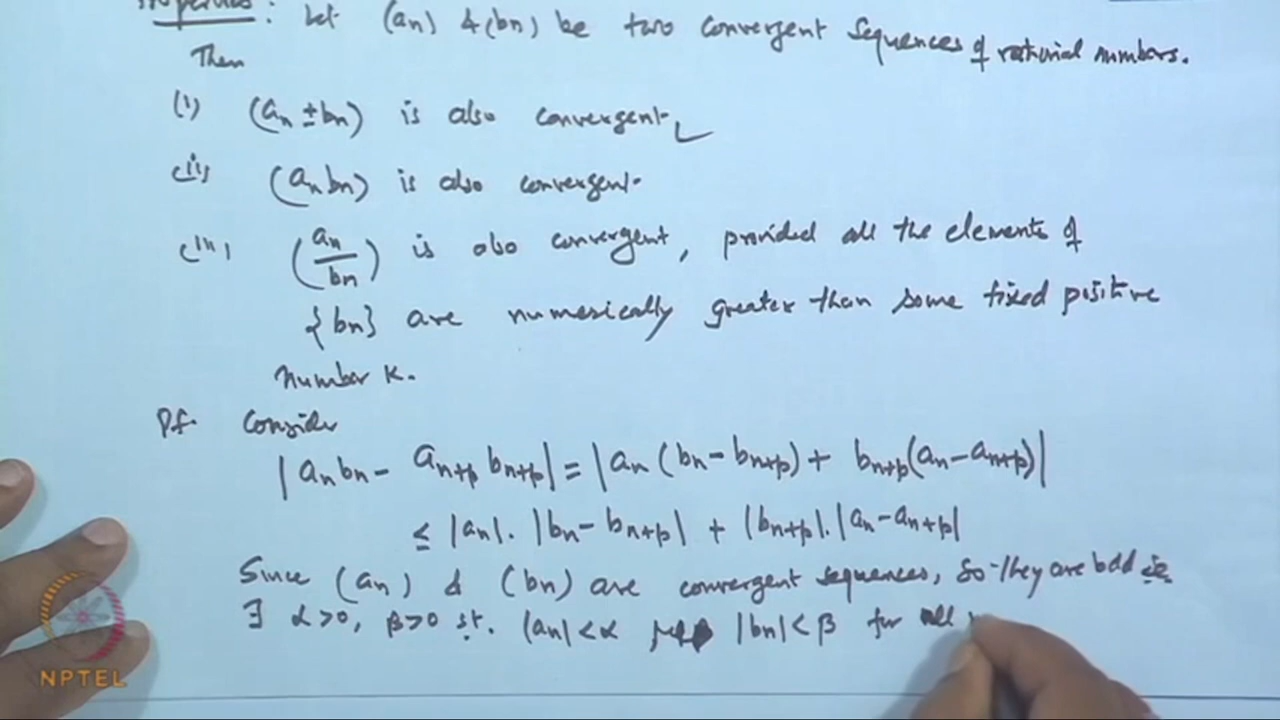 Properties: Let (an) & (bn) be two convergent sequences of rational numbers.
Then
(i) (an ± bn) is also convergent
(ii) (an bn) is also convergent.
(iii) (an/bn) is also convergent, provided all the elements of
{bn} are numerically greater than some fixed positive
number K.
Pf. Consider
|an bn - an+p bn+p| = |an (bn - bn+p) + bn+p (an - an+p)|
≤ |an|. |bn - bn+p| + |bn+p|. |an - an+p|
Since (an) & (bn) are convergent sequences, So they are bdd ie
∃ α>0, β>0 st. |an| < α |bn| < β for all
NPTEL